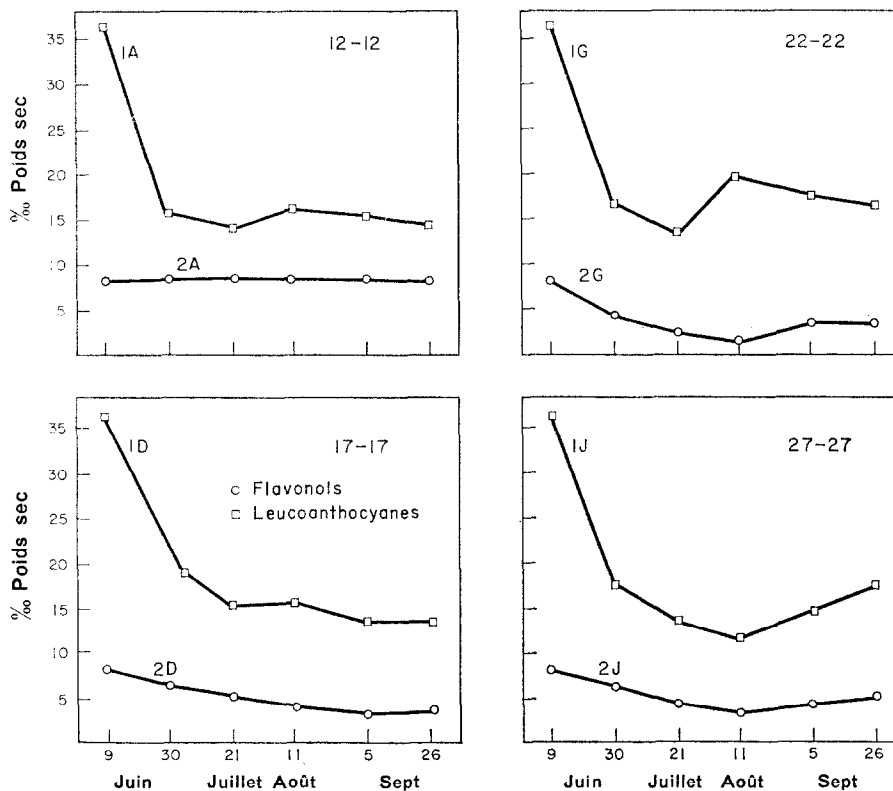 ‰ Poids sec
35
30
25
20
15
10
5
1A
12-12
2A
1G
22-22
2G
‰ Poids sec
35
30
25
20
15
10
5
1D
17-17
○ Flavonols
□ Leucoanthocyanes
2D
9 30 21 11 5 26
Juin Juillet Août Sept
1J
27-27
2J
9 30 21 11 5 26
Juin Juillet Août Sept